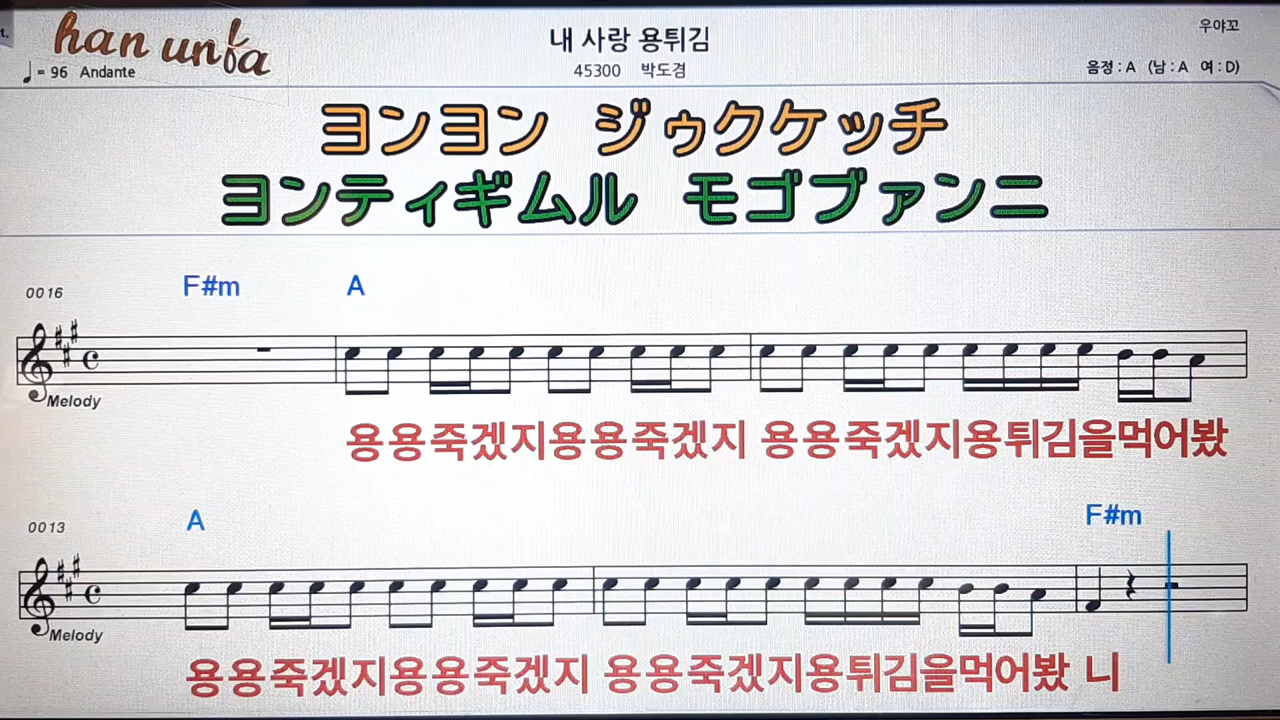 t.
han unfa
♩= 96 Andante
내 사랑 용튀김
45300 박도겸
우야꼬
음정 : A (남 : A 여 : D)
ヨンヨン ジゥクケッチ
ヨンティギムル モゴブァンニ
0016
F#m A
Melody
용용죽겠지용용죽겠지 용용죽겠지용튀김을먹어봤
0013
A F#m
Melody
용용죽겠지용용죽겠지 용용죽겠지용튀김을먹어봤 니